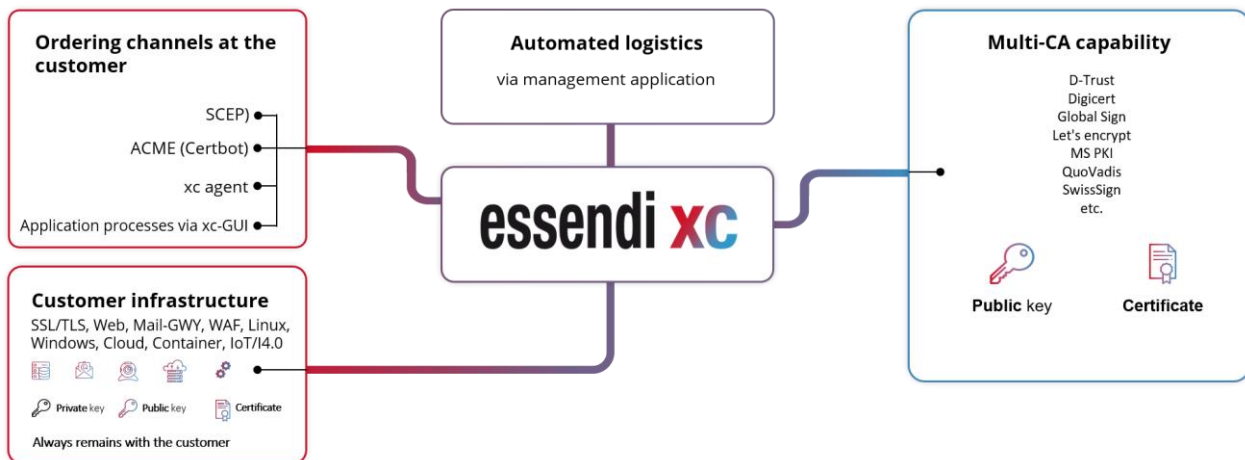 Ordering channels at the
customer
SCEP)
ACME (Certbot)
xc agent
Application processes via xc-GUI
Automated logistics
via management application
essendi xc
Multi-CA capability
D-Trust
Digicert
Global Sign
Let's encrypt
MS PKI
QuoVadis
SwissSign
etc.
Public key
Certificate
Customer infrastructure
SSL/TLS, Web, Mail-GWY, WAF, Linux,
Windows, Cloud, Container, IoT/I4.0
Private key Public key Certificate
Always remains with the customer